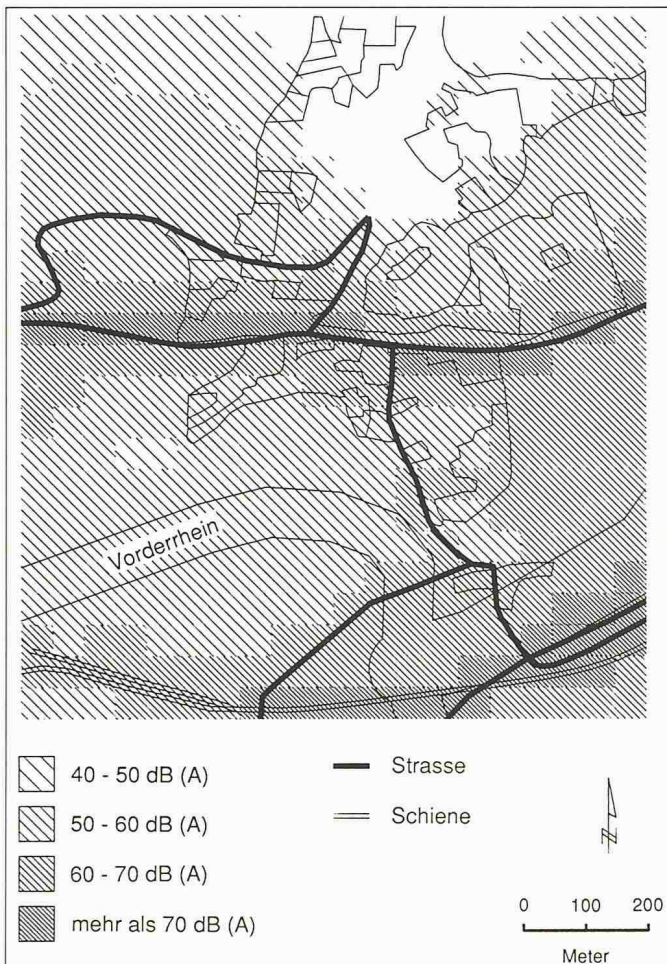 Vorderrhein
40 - 50 dB (A)
50 - 60 dB (A)
60 - 70 dB (A)
mehr als 70 dB (A)
Strasse
Schiene
N
0 100 200
Meter